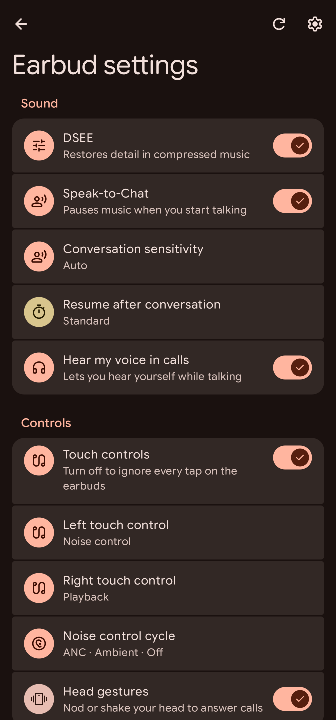 Earbud settings
Sound
DSEE
Restores detail in compressed music
Speak-to-Chat
Pauses music when you start talking
Conversation sensitivity
Auto
Resume after conversation
Standard
Hear my voice in calls
Lets you hear yourself while talking
Controls
Touch controls
Turn off to ignore every tap on the
earbuds
Left touch control
Noise control
Right touch control
Playback
Noise control cycle
ANC · Ambient · Off
Head gestures
Nod or shake your head to answer calls